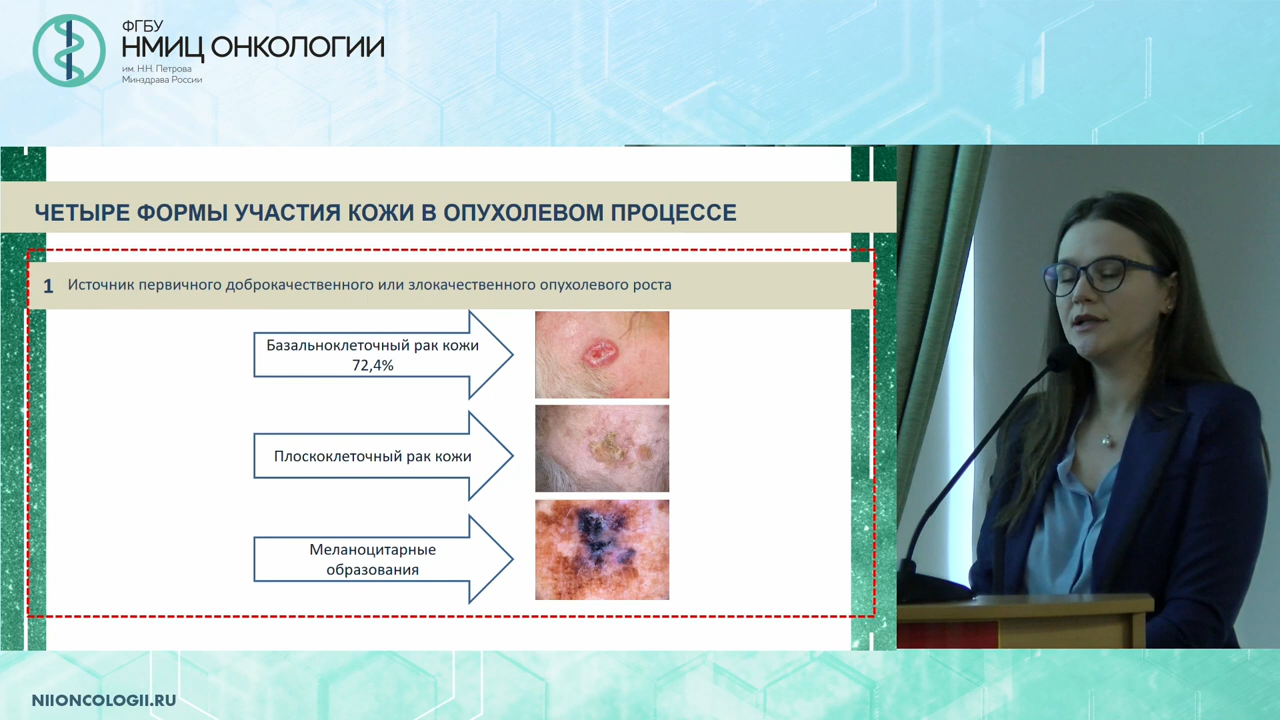 ФГБУ
НМИЦ ОНКОЛОГИИ
им. Н.Н. Петрова
Минздрава России
ЧЕТЫРЕ ФОРМЫ УЧАСТИЯ КОЖИ В ОПУХОЛЕВОМ ПРОЦЕССЕ
1 Источник первичного доброкачественного или злокачественного опухолевого роста
Базальноклеточный рак кожи
72,4%
Плоскоклеточный рак кожи
Меланоцитарные
образования
NIIONCOLOGII.RU